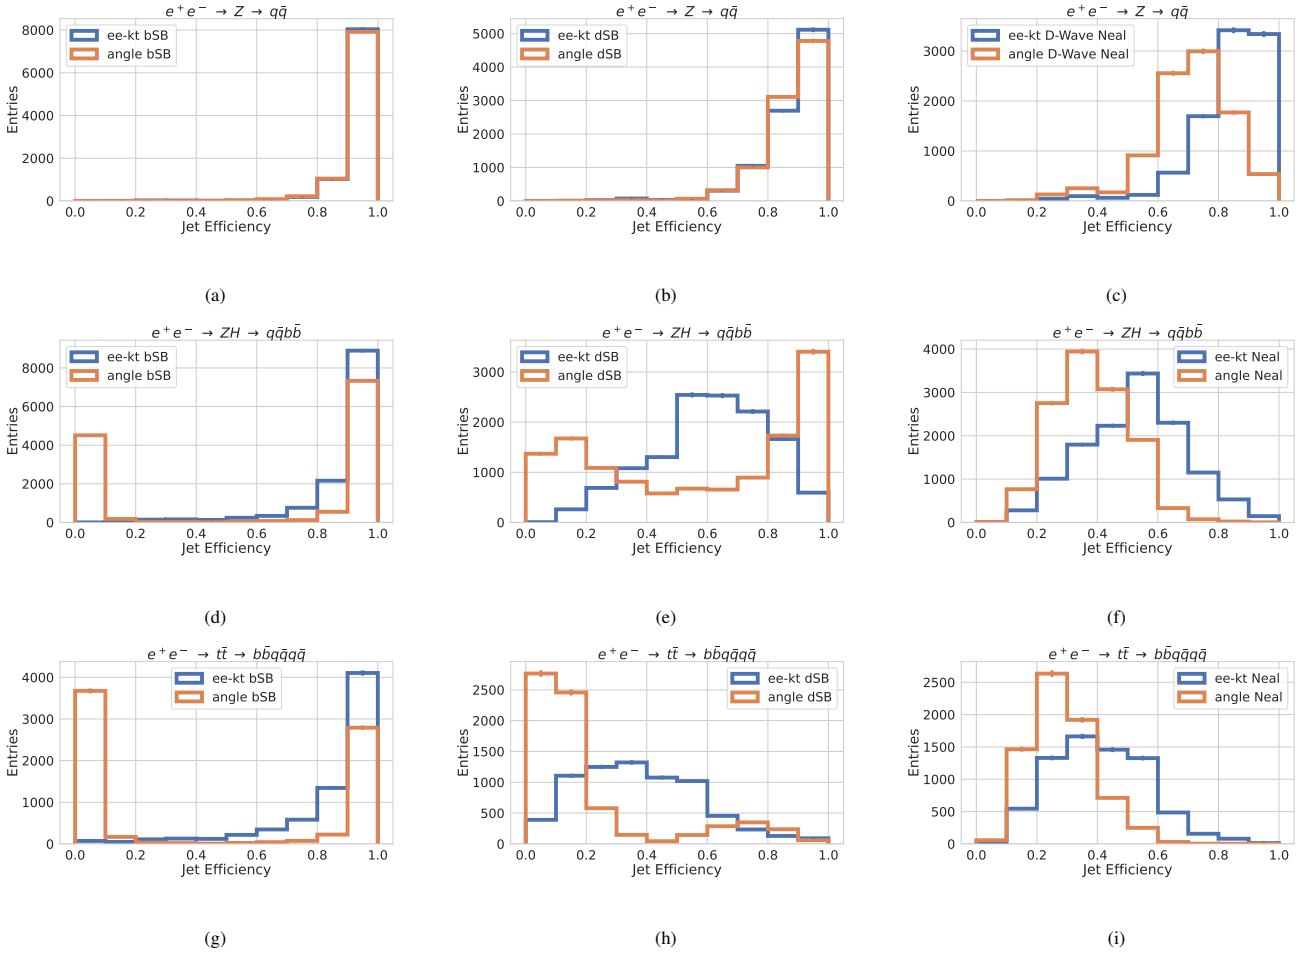 e⁺e⁻ → Z → qq̄
ee-kt bSB
angle bSB
Entries
8000
6000
4000
2000
0
0.0 0.2 0.4 0.6 0.8 1.0
Jet Efficiency
(a)
e⁺e⁻ → Z → qq̄
ee-kt dSB
angle dSB
Entries
5000
4000
3000
2000
1000
0
0.0 0.2 0.4 0.6 0.8 1.0
Jet Efficiency
(b)
e⁺e⁻ → Z → qq̄
ee-kt D-Wave Neal
angle D-Wave Neal
Entries
3000
2000
1000
0
0.0 0.2 0.4 0.6 0.8 1.0
Jet Efficiency
(c)
e⁺e⁻ → ZH → qq̄bb̄
ee-kt bSB
angle bSB
Entries
8000
6000
4000
2000
0
0.0 0.2 0.4 0.6 0.8 1.0
Jet Efficiency
(d)
e⁺e⁻ → ZH → qq̄bb̄
ee-kt dSB
angle dSB
Entries
3000
2000
1000
0
0.0 0.2 0.4 0.6 0.8 1.0
Jet Efficiency
(e)
e⁺e⁻ → ZH → qq̄bb̄
ee-kt Neal
angle Neal
Entries
4000
3000
2000
1000
0
0.0 0.2 0.4 0.6 0.8 1.0
Jet Efficiency
(f)
e⁺e⁻ → tt̄ → bb̄qq̄qq̄
ee-kt bSB
angle bSB
Entries
4000
3000
2000
1000
0
0.0 0.2 0.4 0.6 0.8 1.0
Jet Efficiency
(g)
e⁺e⁻ → tt̄ → bb̄qq̄qq̄
ee-kt dSB
angle dSB
Entries
2500
2000
1500
1000
500
0
0.0 0.2 0.4 0.6 0.8 1.0
Jet Efficiency
(h)
e⁺e⁻ → tt̄ → bb̄qq̄qq̄
ee-kt Neal
angle Neal
Entries
2500
2000
1500
1000
500
0
0.0 0.2 0.4 0.6 0.8 1.0
Jet Efficiency
(i)